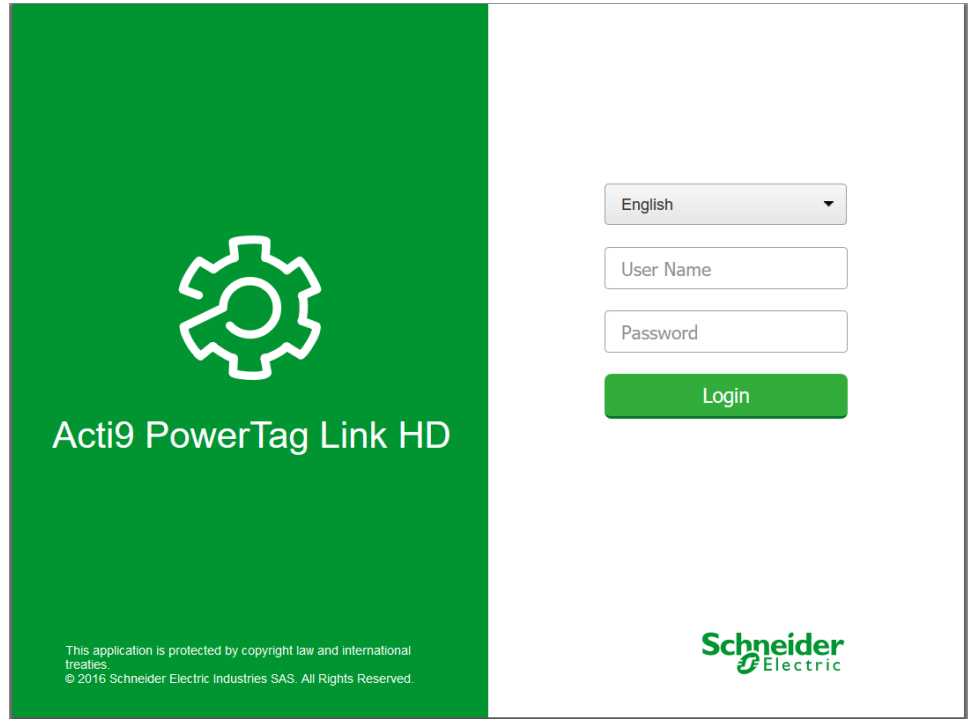 Acti9 PowerTag Link HD
This application is protected by copyright law and international
treaties.
© 2016 Schneider Electric Industries SAS. All Rights Reserved.
English
User Name
Password
Login
Schneider
Electric